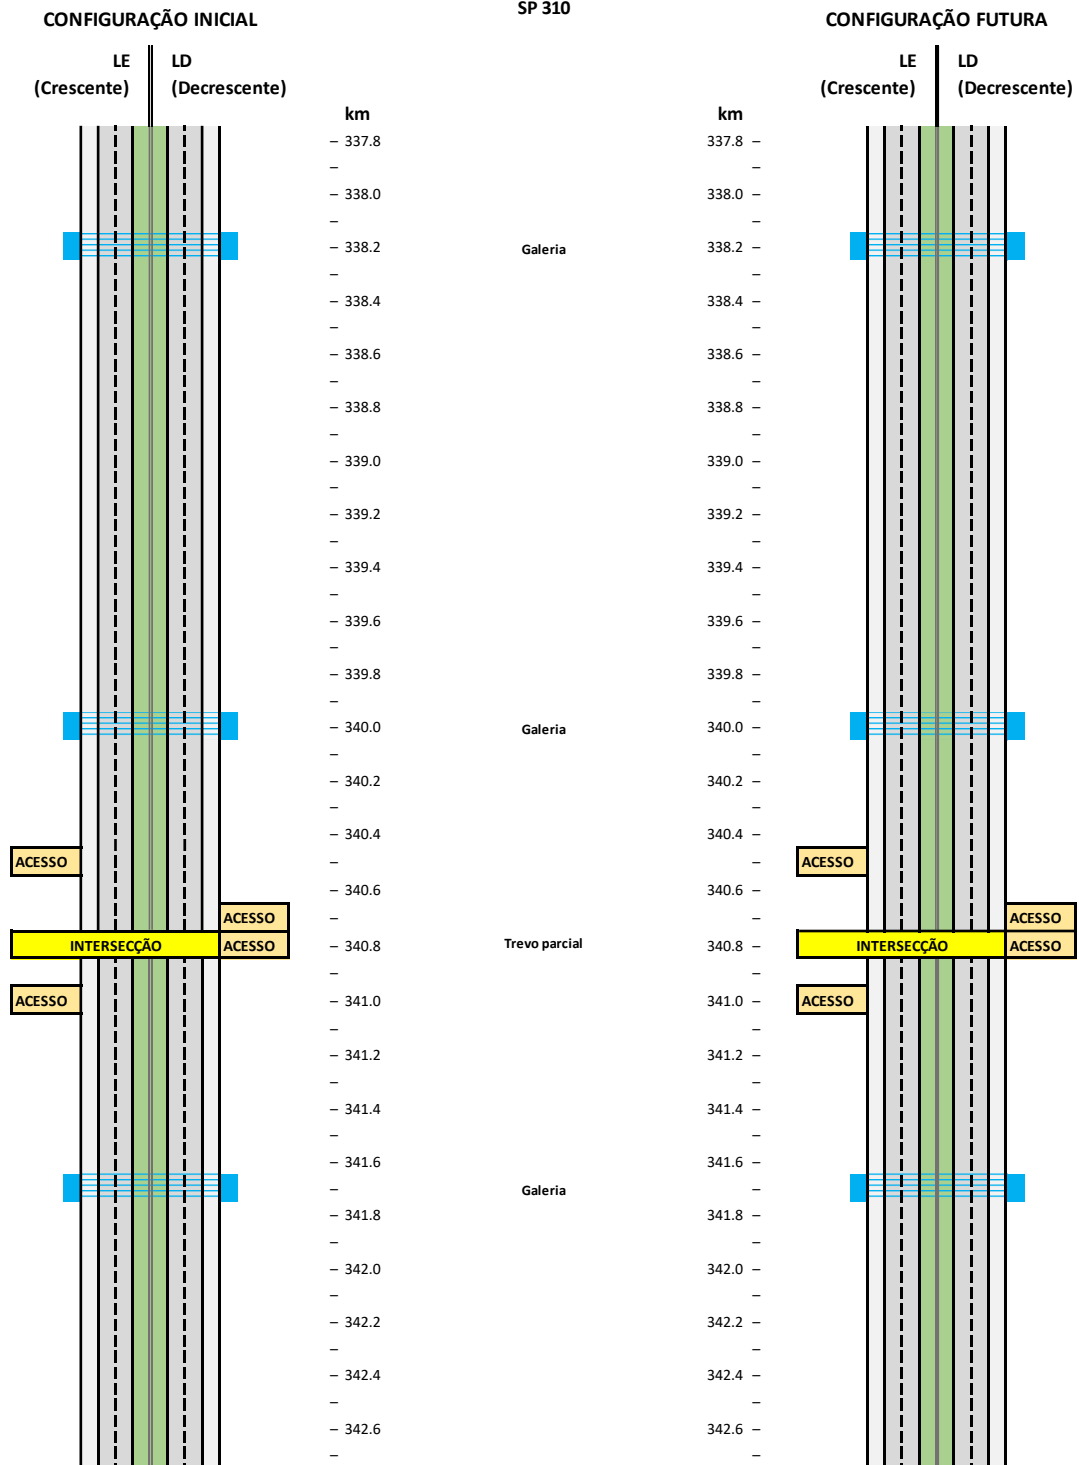 SP 310
CONFIGURAÇÃO INICIAL CONFIGURAÇÃO FUTURA
LE LD LE LD
(Crescente) (Decrescente) (Crescente) (Decrescente)
km km
– 337.8 337.8 –
– –
– 338.0 338.0 –
– –
– 338.2 Galeria 338.2 –
– –
– 338.4 338.4 –
– –
– 338.6 338.6 –
– –
– 338.8 338.8 –
– –
– 339.0 339.0 –
– –
– 339.2 339.2 –
– –
– 339.4 339.4 –
– –
– 339.6 339.6 –
– –
– 339.8 339.8 –
– –
– 340.0 Galeria 340.0 –
– –
– 340.2 340.2 –
– –
– 340.4 340.4 –
ACESSO – – ACESSO
– 340.6 340.6 –
ACESSO – – ACESSO
INTERSECÇÃO ACESSO – 340.8 Trevo parcial 340.8 – INTERSECÇÃO ACESSO
– –
ACESSO – 341.0 341.0 – ACESSO
– –
– 341.2 341.2 –
– –
– 341.4 341.4 –
– –
– 341.6 341.6 –
– Galeria –
– 341.8 341.8 –
– –
– 342.0 342.0 –
– –
– 342.2 342.2 –
– –
– 342.4 342.4 –
– –
– 342.6 342.6 –
– –